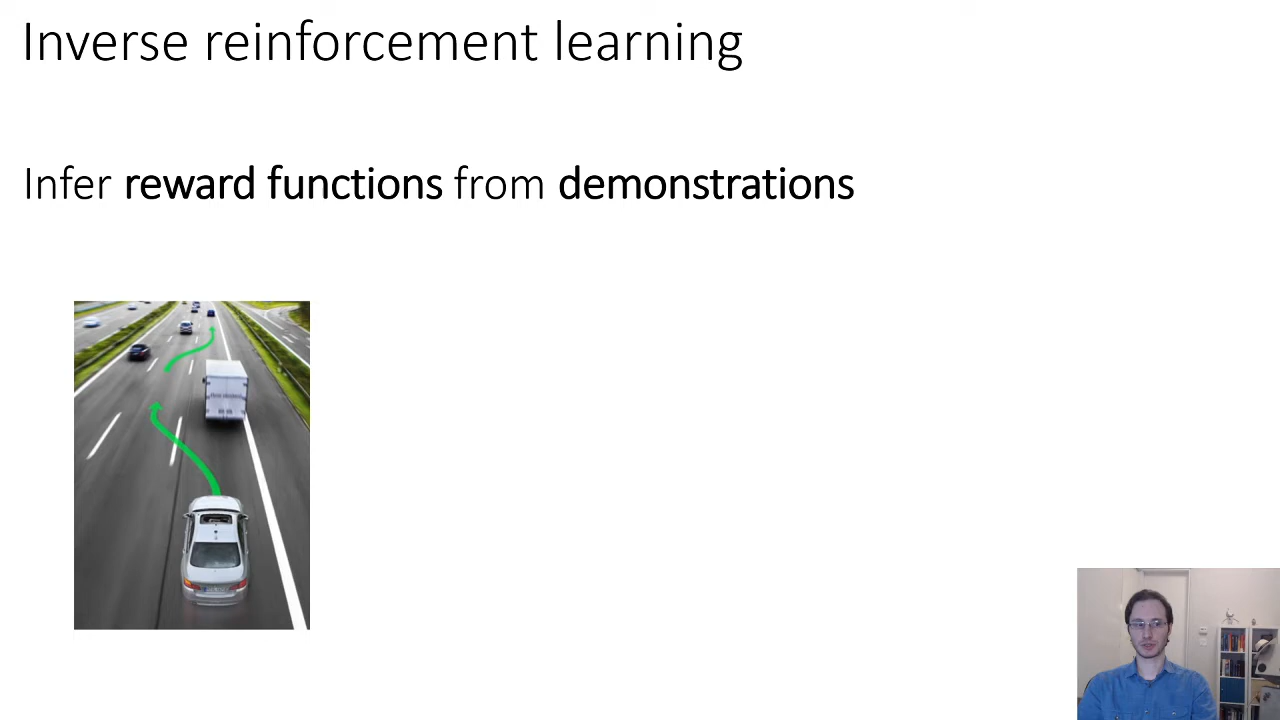 Inverse reinforcement learning
Infer reward functions from demonstrations